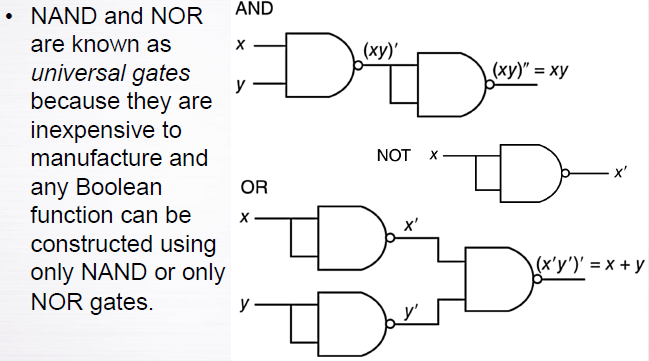 • NAND and NOR
are known as
universal gates
because they are
inexpensive to
manufacture and
any Boolean
function can be
constructed using
only NAND or only
NOR gates.
AND
x
(xy)'
y
(xy)" = xy
NOT x
x'
OR
x
x'
(x'y')' = x + y
y
y'